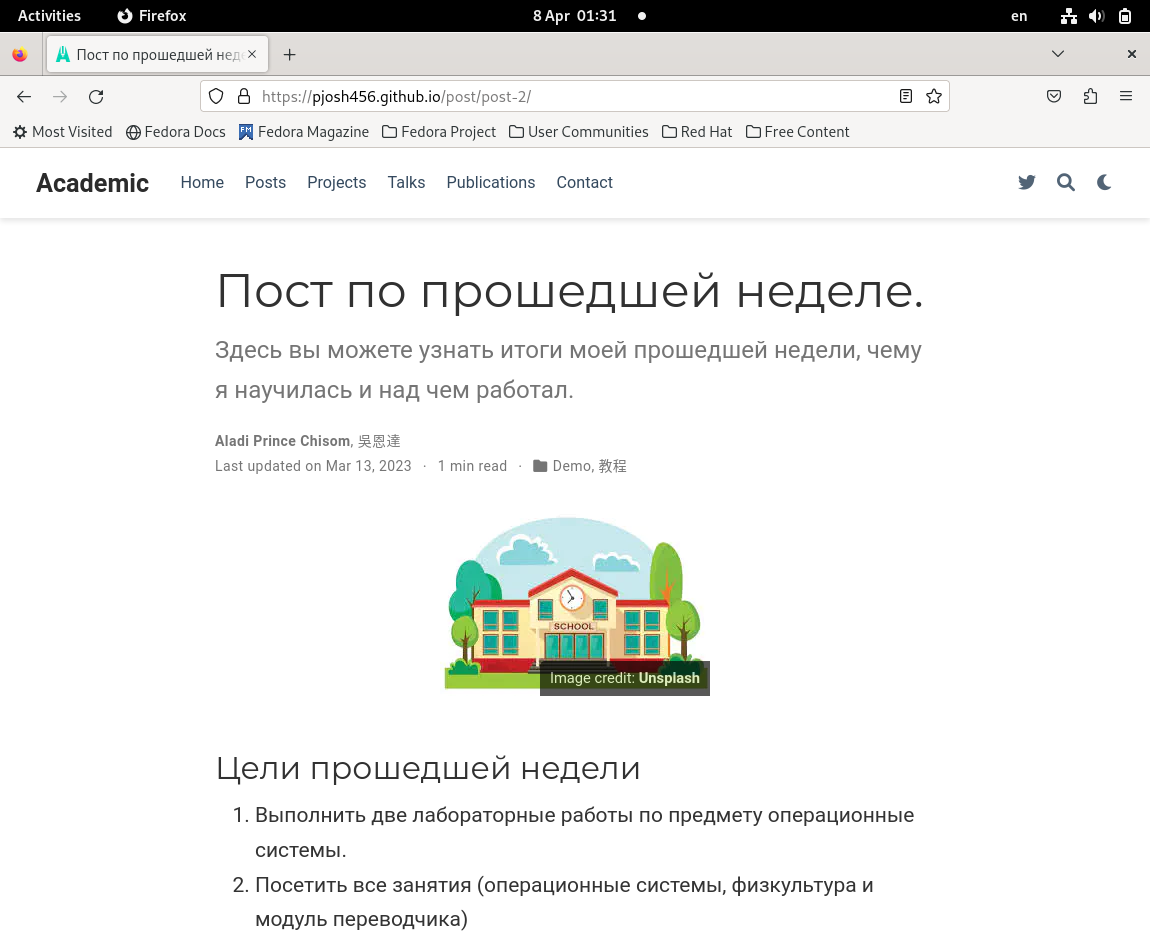 Activities Firefox 8 Apr 01:31 en
Пост по прошедшей неде
https://pjosh456.github.io/post/post-2/
Most Visited Fedora Docs Fedora Magazine Fedora Project User Communities Red Hat Free Content
Academic Home Posts Projects Talks Publications Contact
Пост по прошедшей неделе.
Здесь вы можете узнать итоги моей прошедшей недели, чему
я научилась и над чем работал.
Aladi Prince Chisom, 吳恩達
Last updated on Mar 13, 2023 · 1 min read · Demo, 教程
SCHOOL
Image credit: Unsplash
Цели прошедшей недели
1. Выполнить две лабораторные работы по предмету операционные
системы.
2. Посетить все занятия (операционные системы, физкультура и
модуль переводчика)